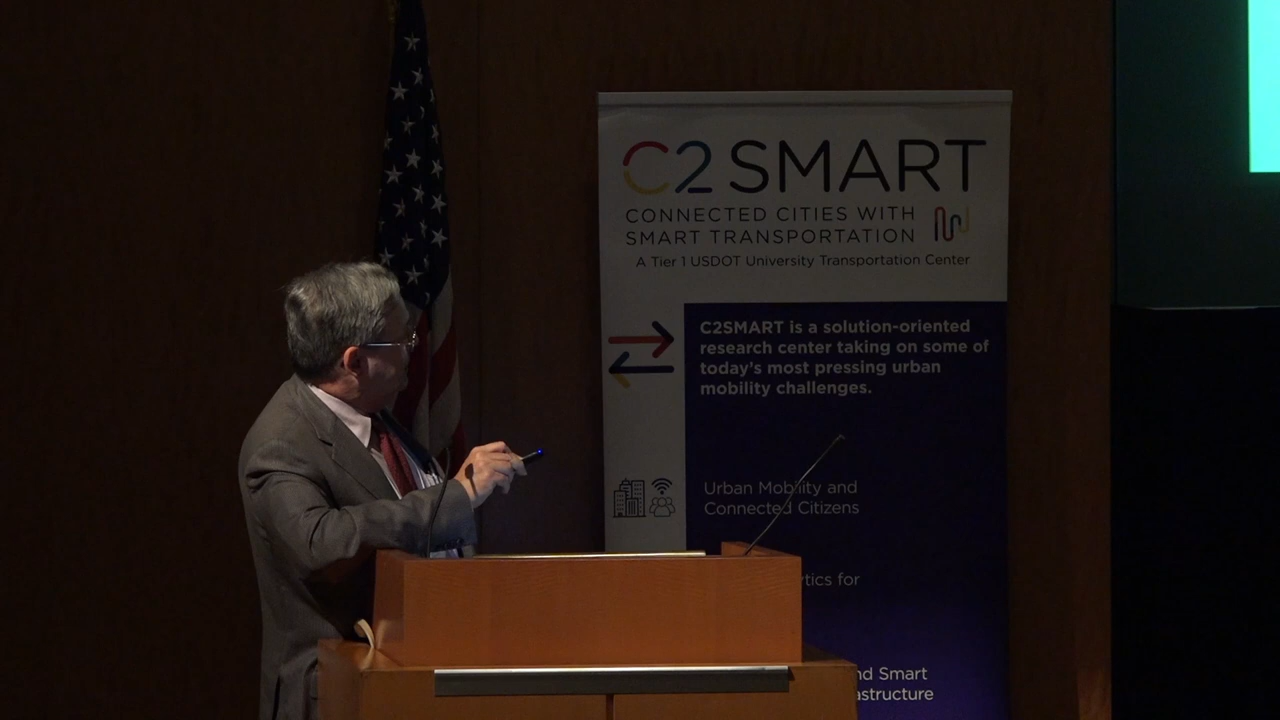 C2SMART
CONNECTED CITIES WITH
SMART TRANSPORTATION
A Tier 1 USDOT University Transportation Center
C2SMART is a solution-oriented
research center taking on some of
today's most pressing urban
mobility challenges.
Urban Mobility and
Connected Citizens
ytics for
nd Smart
astructure